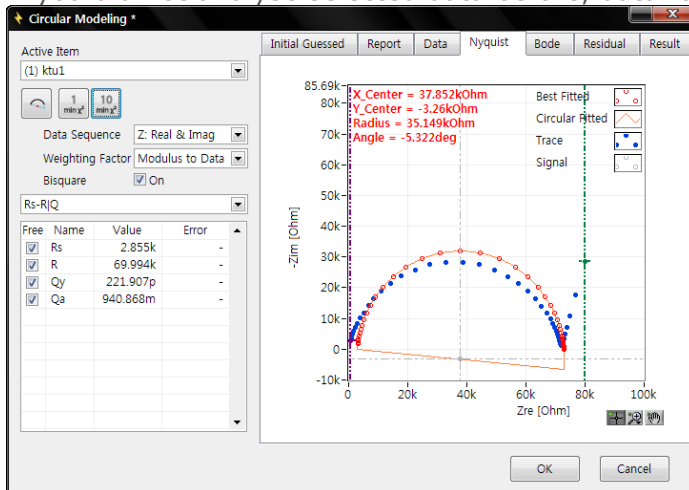 Circular Modeling *
Active Item
(1) ktu1
1
min χ²
10
min χ²
Data Sequence Z: Real & Imag
Weighting Factor Modulus to Data
Bisquare On
Rs-R|Q
Free Name Value Error
Rs 2.855k -
R 69.994k -
Qy 221.907p -
Qa 940.868m -
Initial Guessed Report Data Nyquist Bode Residual Result
X_Center = 37.852kOhm
Y_Center = -3.26kOhm
Radius = 35.149kOhm
Angle = -5.322deg
Best Fitted
Circular Fitted
Trace
Signal
85.69k
80k
70k
60k
50k
40k
30k
20k
10k
0
-10k
-Zim [Ohm]
0 20k 40k 60k 80k 100k
Zre [Ohm]
OK Cancel